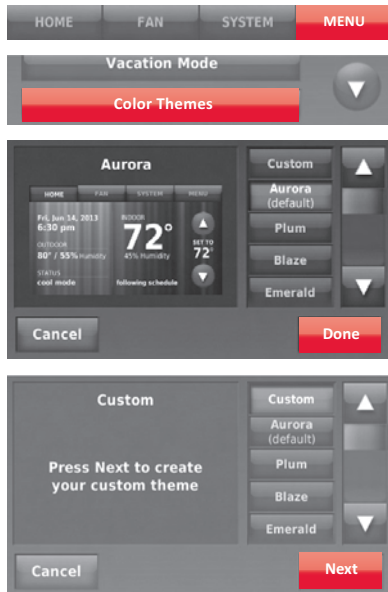 HOME FAN SYSTEM MENU
Vacation Mode
Color Themes
Aurora
HOME FAN SYSTEM MENU
Fri, Jun 14, 2013
6:30 pm
OUTDOOR
80° / 55% Humidity
STATUS
cool mode
INDOOR
72°
45% Humidity
following schedule
SET TO
72°
Custom
Aurora
(default)
Plum
Blaze
Emerald
Cancel
Done
Custom
Press Next to create
your custom theme
Custom
Aurora
(default)
Plum
Blaze
Emerald
Cancel
Next